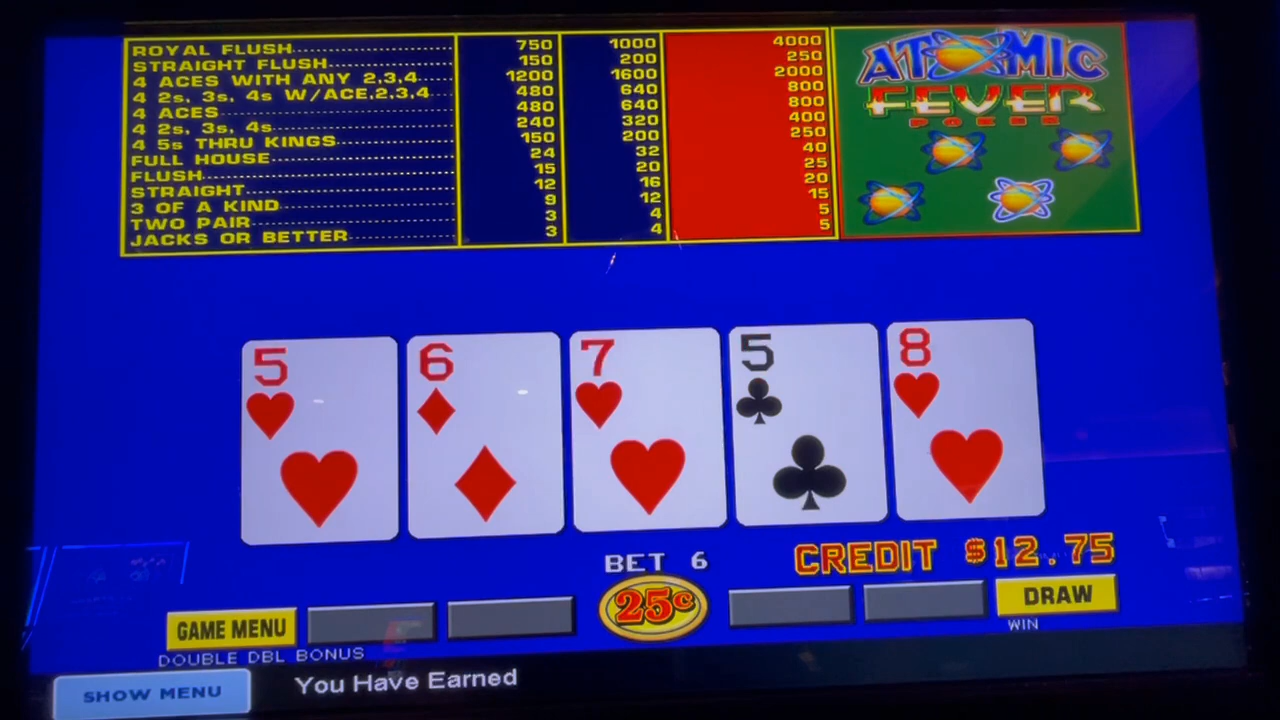 ROYAL FLUSH 750 1000 4000
STRAIGHT FLUSH 150 200 250
4 ACES WITH ANY 2,3,4 1200 1600 2000
4 2s, 3s, 4s W/ACE,2,3,4 480 640 800
4 ACES 480 640 800
4 2s, 3s, 4s 240 320 400
4 5s THRU KINGS 150 200 250
FULL HOUSE 24 32 40
FLUSH 15 20 25
STRAIGHT 12 16 20
3 OF A KIND 9 12 15
TWO PAIR 3 4 5
JACKS OR BETTER 3 4 5
ATOMIC
FEVER
POKER
5 6 7 5 8
BET 6
CREDIT $12.75
GAME MENU
25¢
DRAW
DOUBLE DBL BONUS
WIN
SHOW MENU
You Have Earned